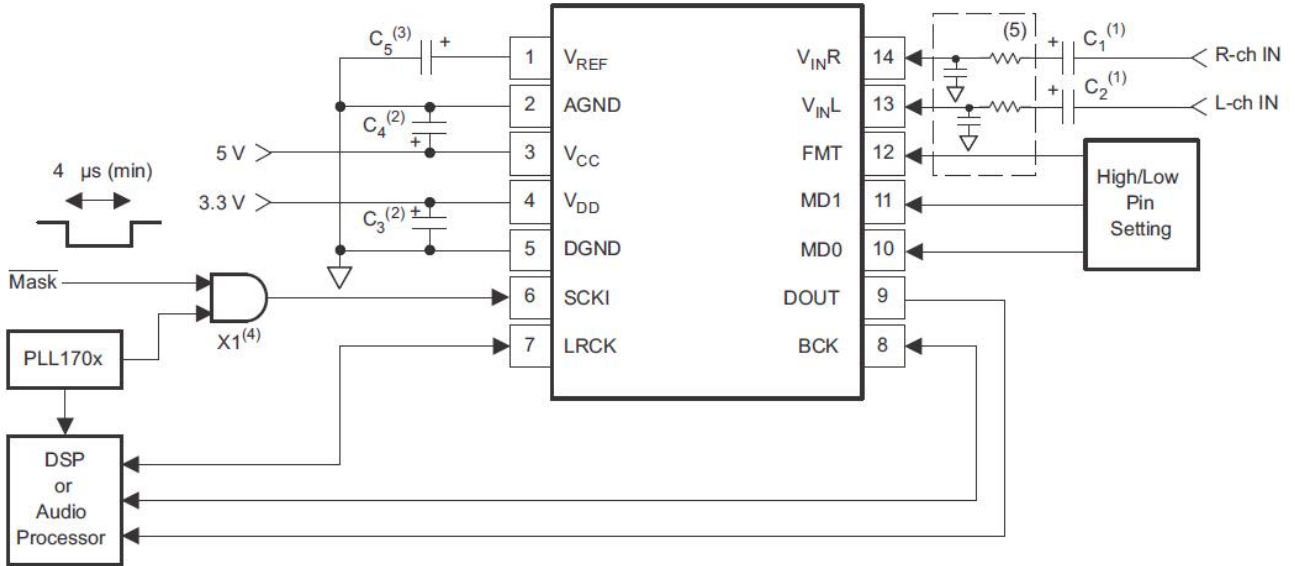 C5(3) +
1 VREF
2 AGND
C4(2)
+
5 V
3 VCC
4 µs (min)
3.3 V
4 VDD
C3(2) +
5 DGND
Mask
6 SCKI
X1(4)
7 LRCK
PLL170x
DSP
or
Audio
Processor
VINR 14
VINL 13
FMT 12
MD1 11
MD0 10
DOUT 9
BCK 8
(5)
+ C1(1)
R-ch IN
+ C2(1)
L-ch IN
High/Low
Pin
Setting